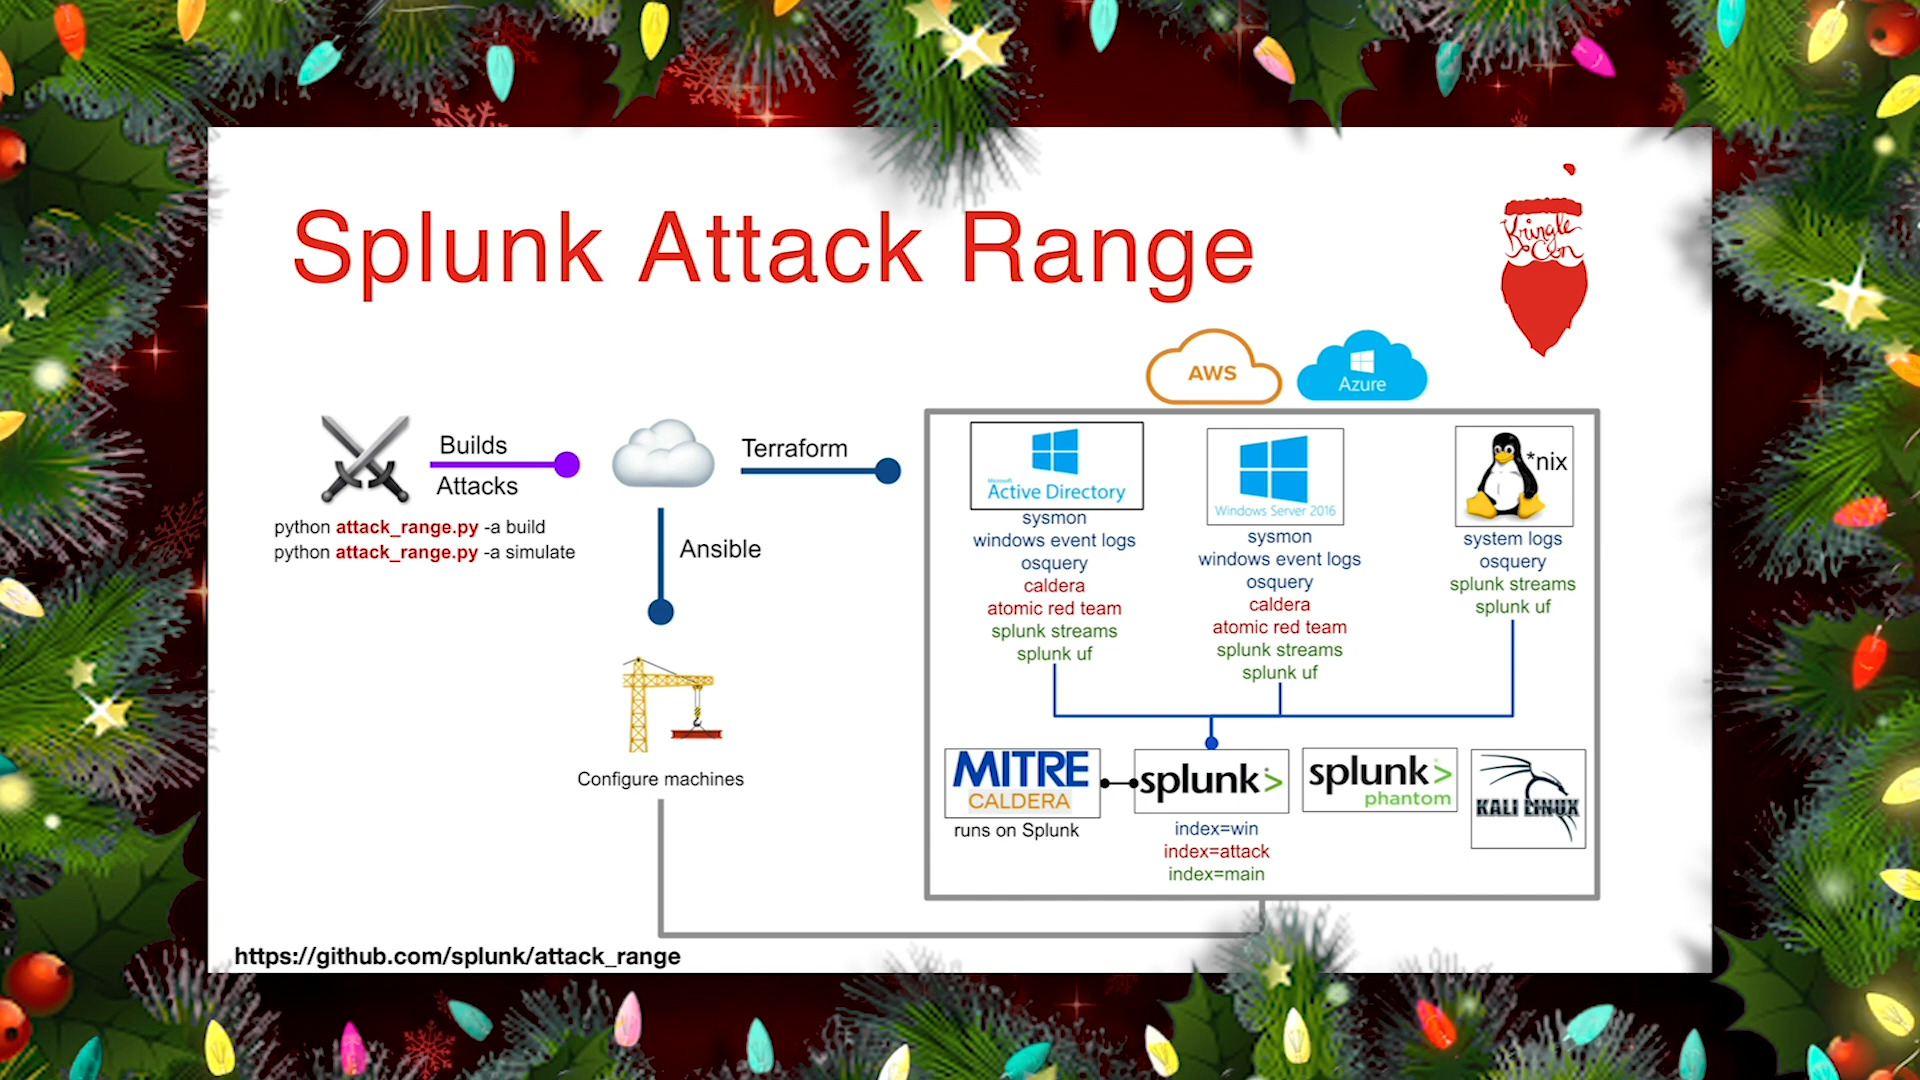 Splunk Attack Range
Kringle
Con
AWS
Azure
Builds
Attacks
python attack_range.py -a build
python attack_range.py -a simulate
Terraform
Ansible
Configure machines
Microsoft
Active Directory
sysmon
windows event logs
osquery
caldera
atomic red team
splunk streams
splunk uf
Windows Server 2016
sysmon
windows event logs
osquery
caldera
atomic red team
splunk streams
splunk uf
*nix
system logs
osquery
splunk streams
splunk uf
MITRE
CALDERA
runs on Splunk
splunk>
index=win
index=attack
index=main
splunk>
phantom
KALI LINUX
https://github.com/splunk/attack_range